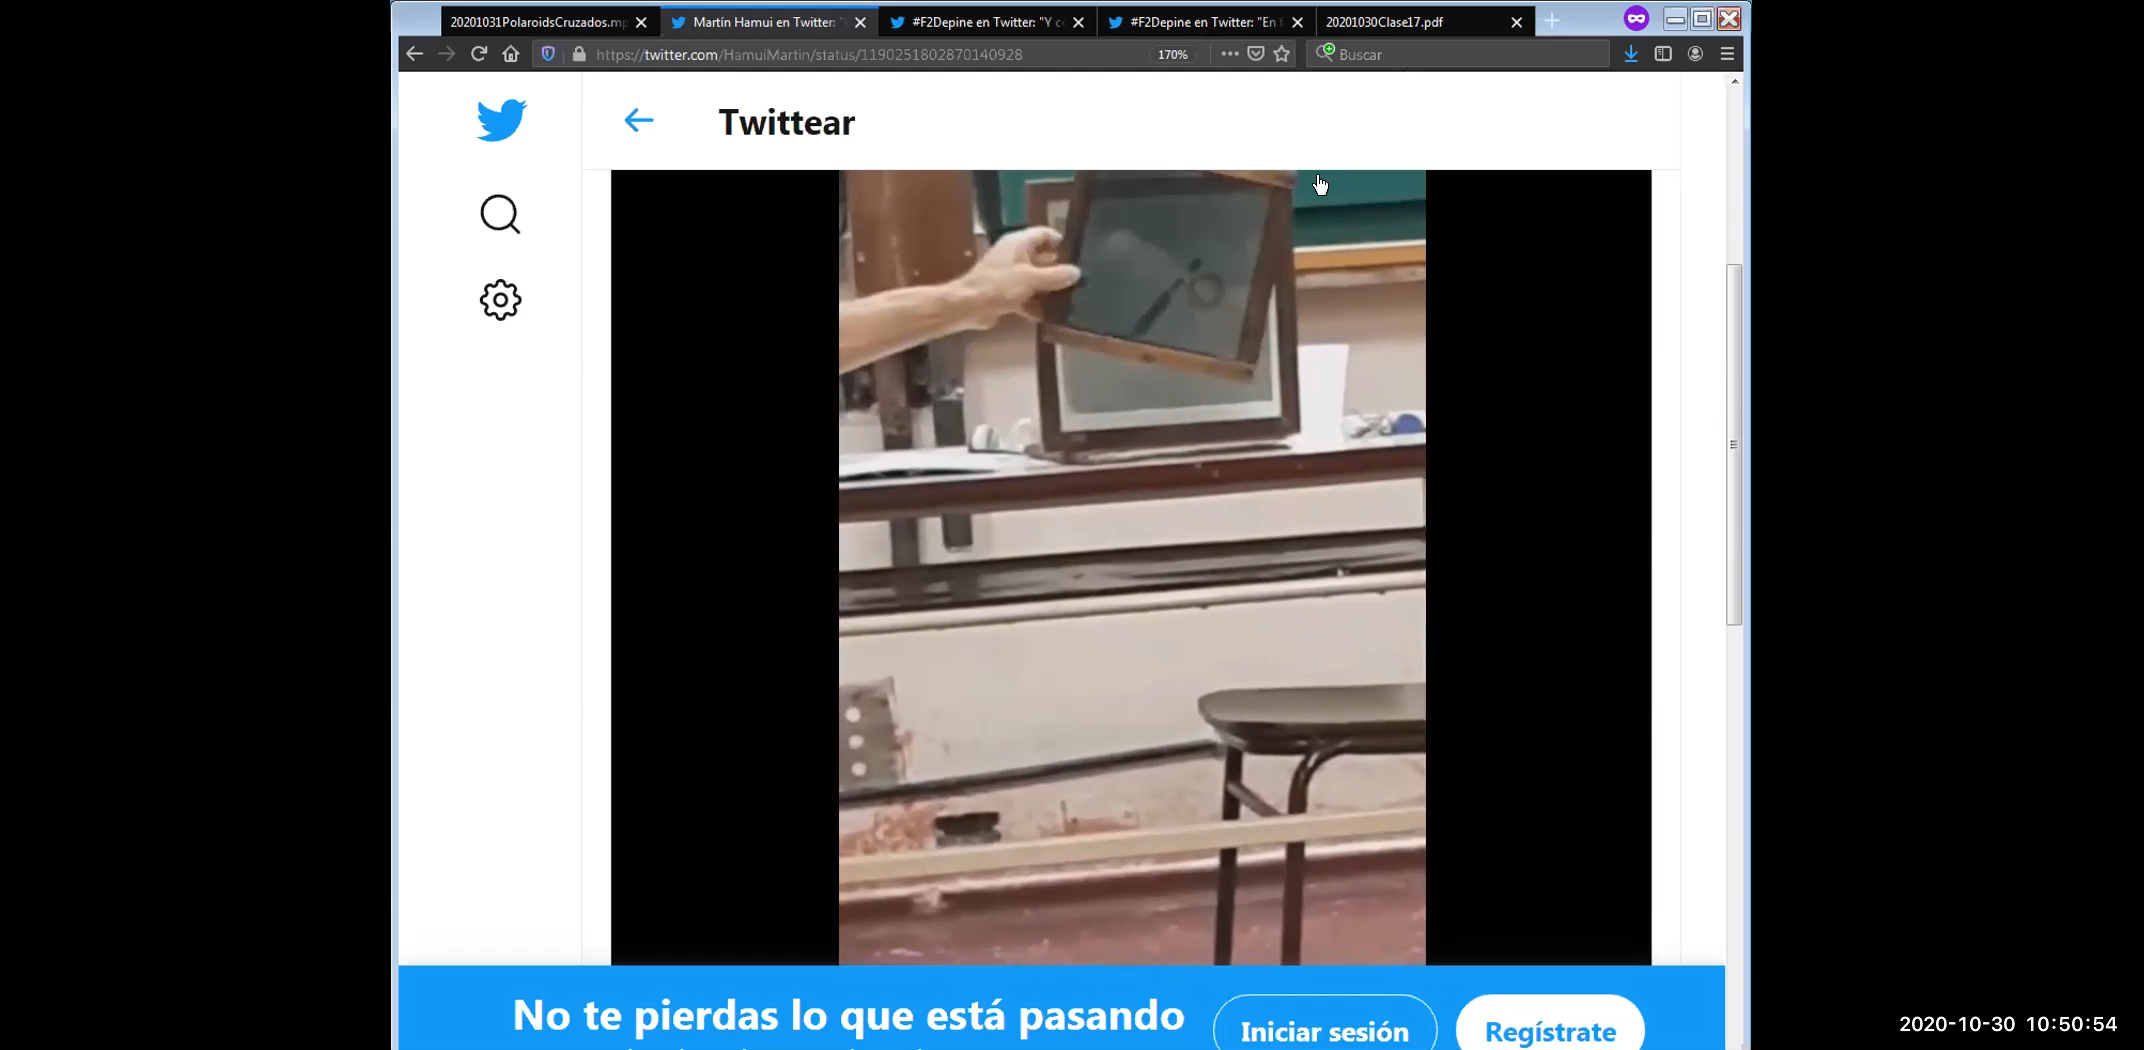 20201031PolaroidsCruzados.mp
Martín Hamui en Twitter: "
#F2Depine en Twitter: "Y c
#F2Depine en Twitter: "En f
20201030Clase17.pdf
https://twitter.com/HamuiMartin/status/1190251802870140928
170%
Buscar
Twittear
No te pierdas lo que está pasando
Iniciar sesión
Regístrate
2020-10-30 10:50:54